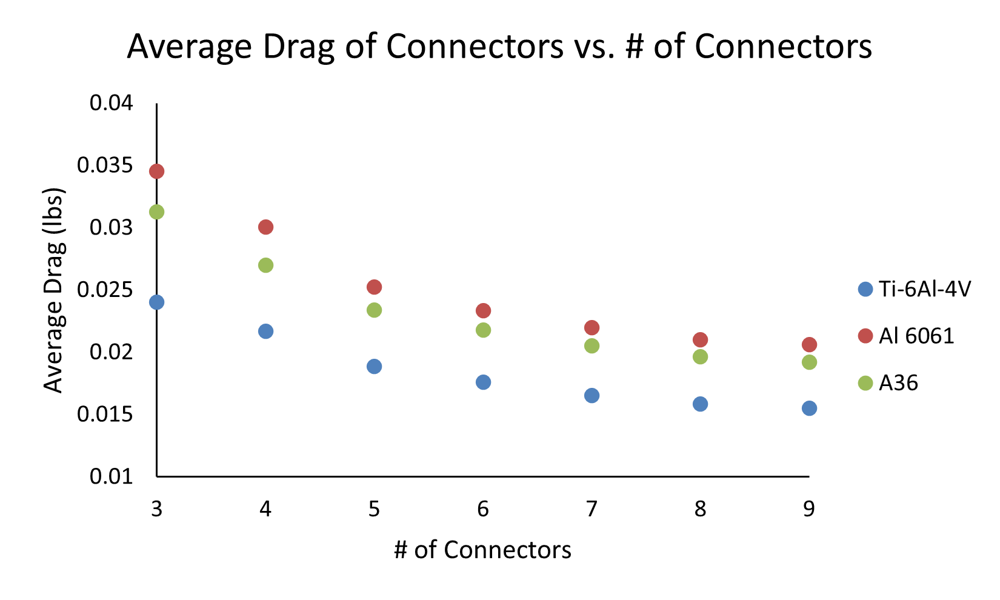 Average Drag of Connectors vs. # of Connectors
0.04
0.035
0.03
0.025
0.02
0.015
0.01
Average Drag (lbs)
3 4 5 6 7 8 9
# of Connectors
Ti-6Al-4V
Al 6061
A36